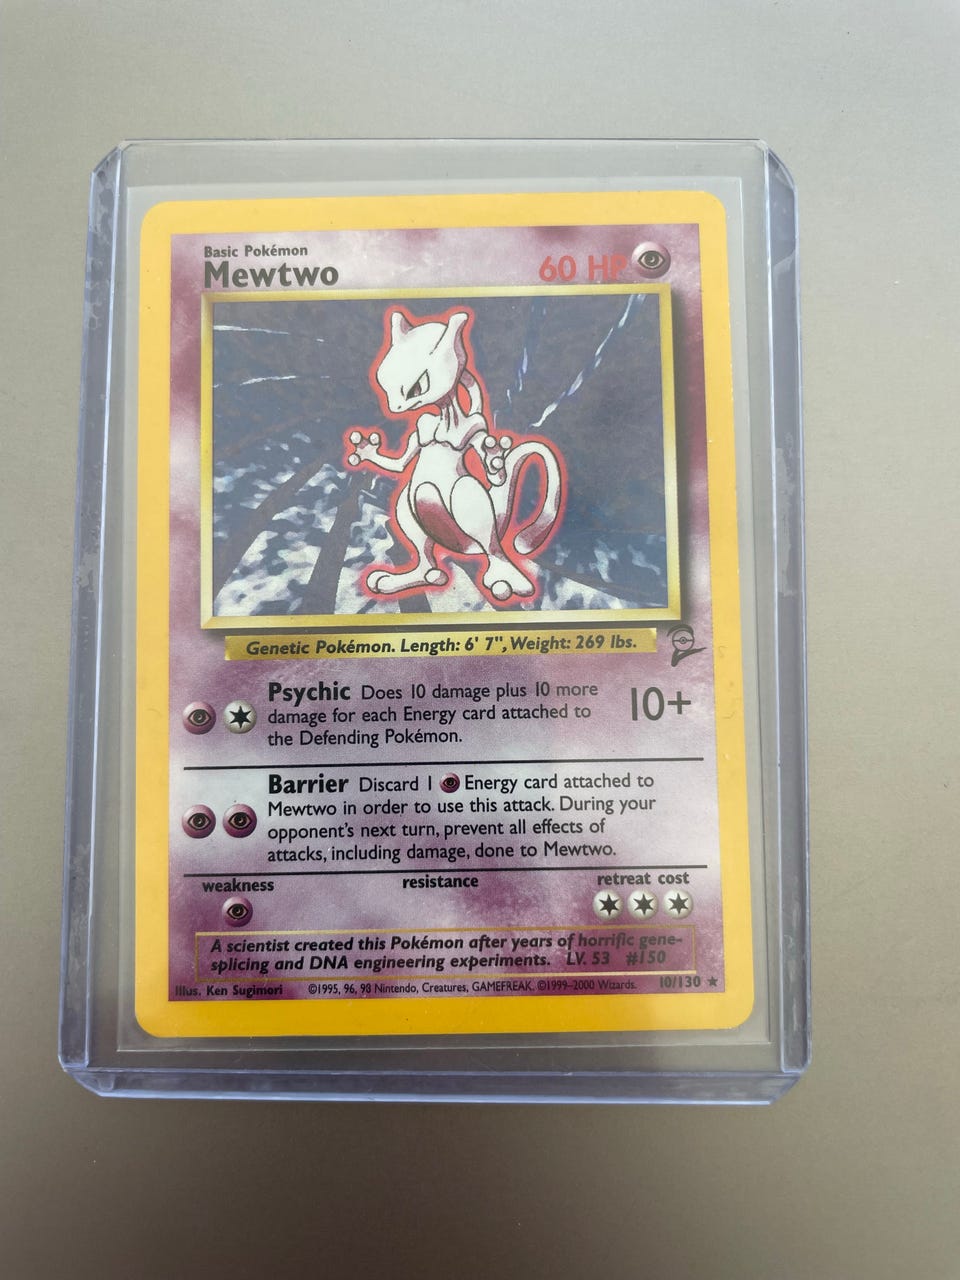 Basic Pokémon
Mewtwo
60 HP
Genetic Pokémon. Length: 6' 7", Weight: 269 lbs.
Psychic Does 10 damage plus 10 more
damage for each Energy card attached to
the Defending Pokémon.
10+
Barrier Discard 1 Energy card attached to
Mewtwo in order to use this attack. During your
opponent's next turn, prevent all effects of
attacks, including damage, done to Mewtwo.
weakness resistance retreat cost
A scientist created this Pokémon after years of horrific gene-
splicing and DNA engineering experiments. LV. 53 #150
Illus. Ken Sugimori ©1995, 96, 98 Nintendo, Creatures, GAMEFREAK. ©1999–2000 Wizards. 10/130 ★